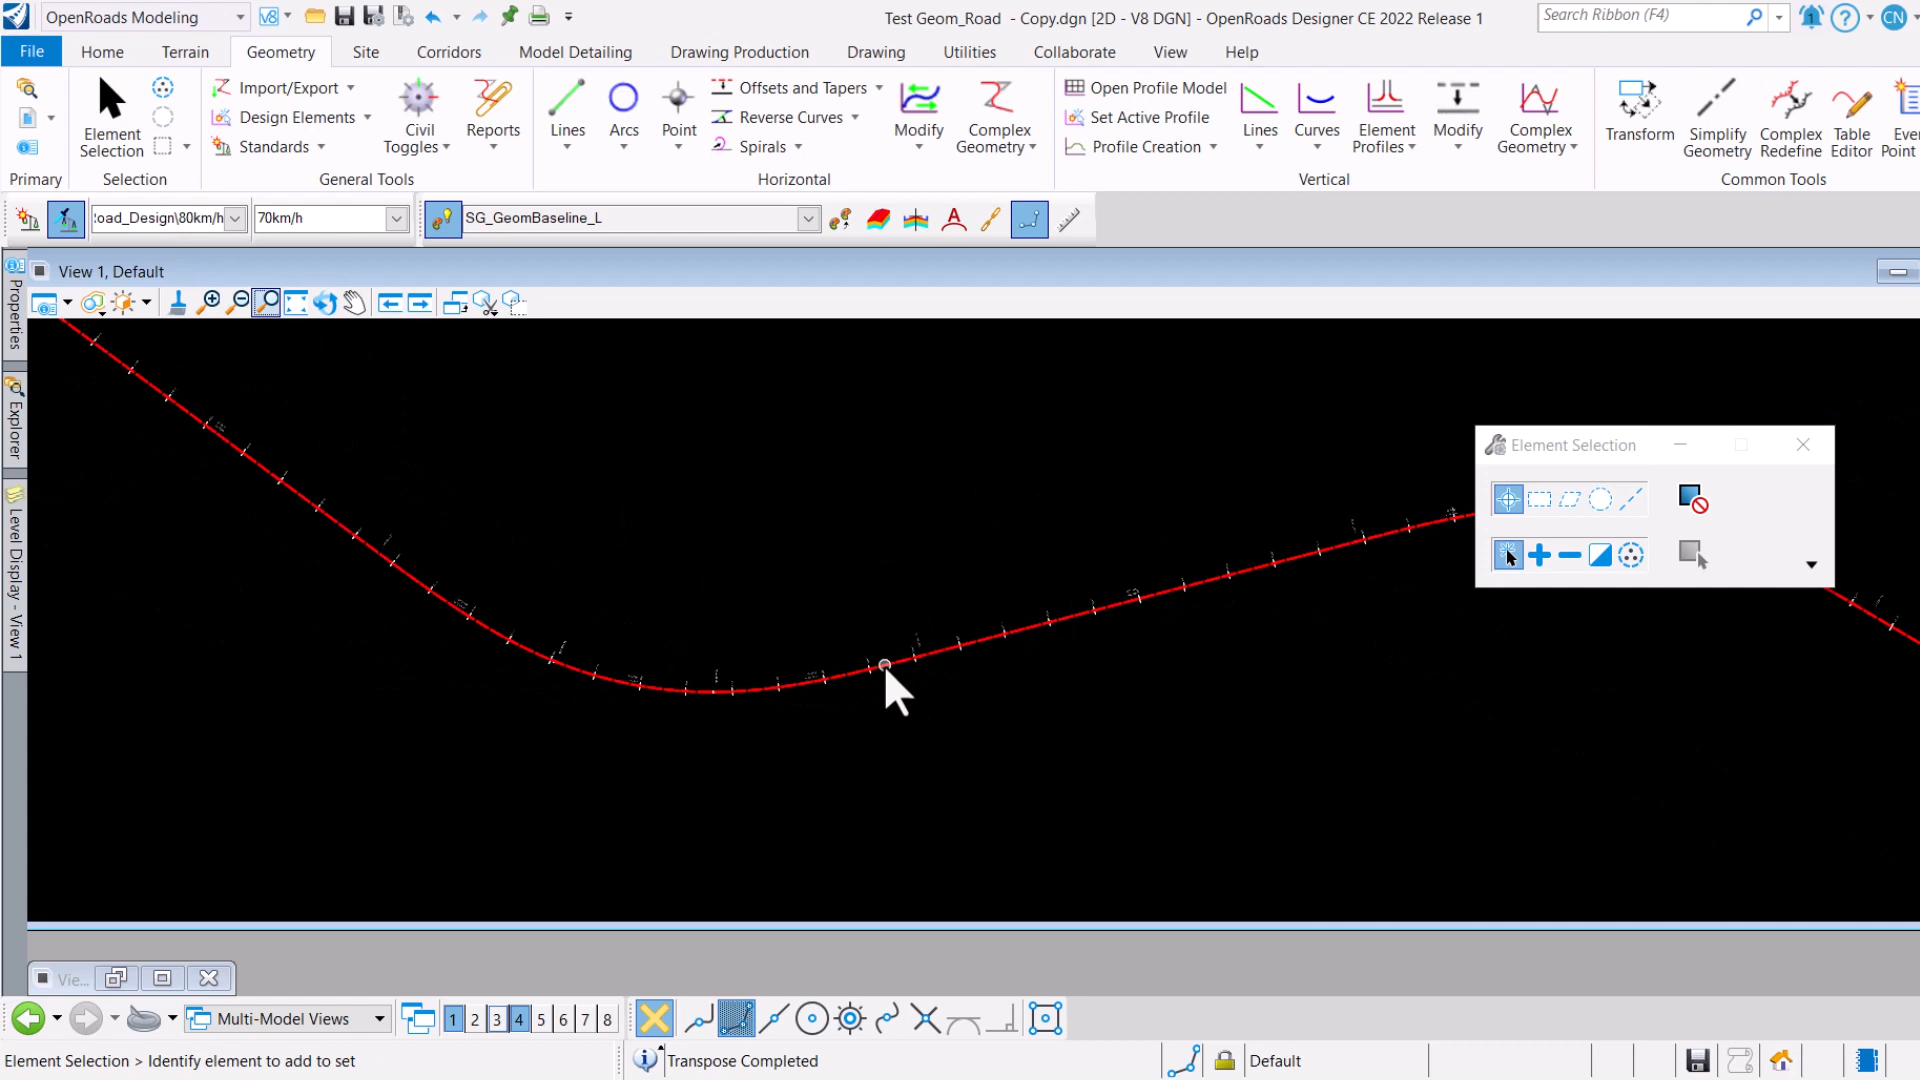 OpenRoads Modeling
Test Geom_Road - Copy.dgn [2D - V8 DGN] - OpenRoads Designer CE 2022 Release 1
Search Ribbon (F4)
CN
File Home Terrain Geometry Site Corridors Model Detailing Drawing Production Drawing Utilities Collaborate View Help
Element Selection
Import/Export
Design Elements
Standards
Civil Toggles
Reports
Lines
Arcs
Point
Offsets and Tapers
Reverse Curves
Spirals
Modify
Complex Geometry
Open Profile Model
Set Active Profile
Profile Creation
Lines
Curves
Element Profiles
Modify
Complex Geometry
Transform
Simplify Geometry
Complex Redefine
Table Editor
Point
Primary Selection General Tools Horizontal Vertical Common Tools
oad_Design\80km/h
70km/h
SG_GeomBaseline_L
View 1, Default
Properties
Explorer
Level Display - View 1
Element Selection
Vie...
Multi-Model Views
1 2 3 4 5 6 7 8
Element Selection > Identify element to add to set
Transpose Completed
Default